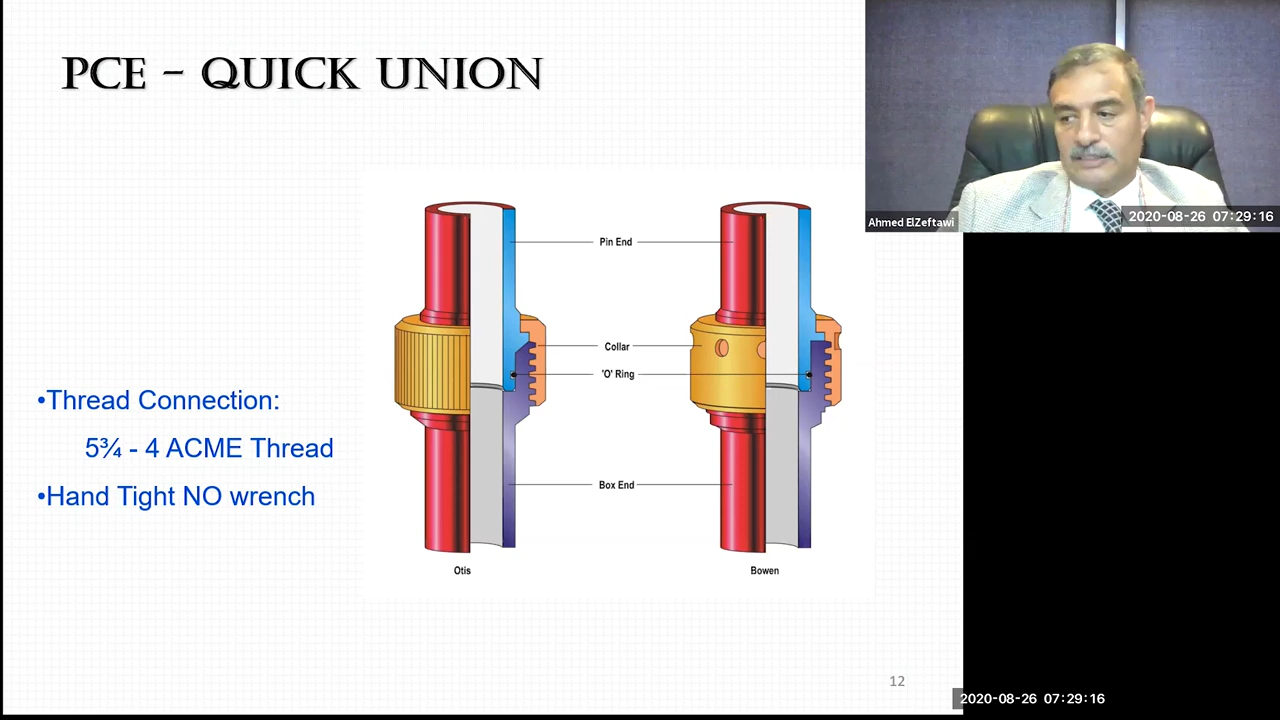 PCE – QUICK UNION
Pin End
Collar
'O' Ring
•Thread Connection:
5¾ - 4 ACME Thread
•Hand Tight NO wrench
Box End
Otis
Bowen
12
Ahmed ElZeftawi
2020-08-26 07:29:16
2020-08-26 07:29:16